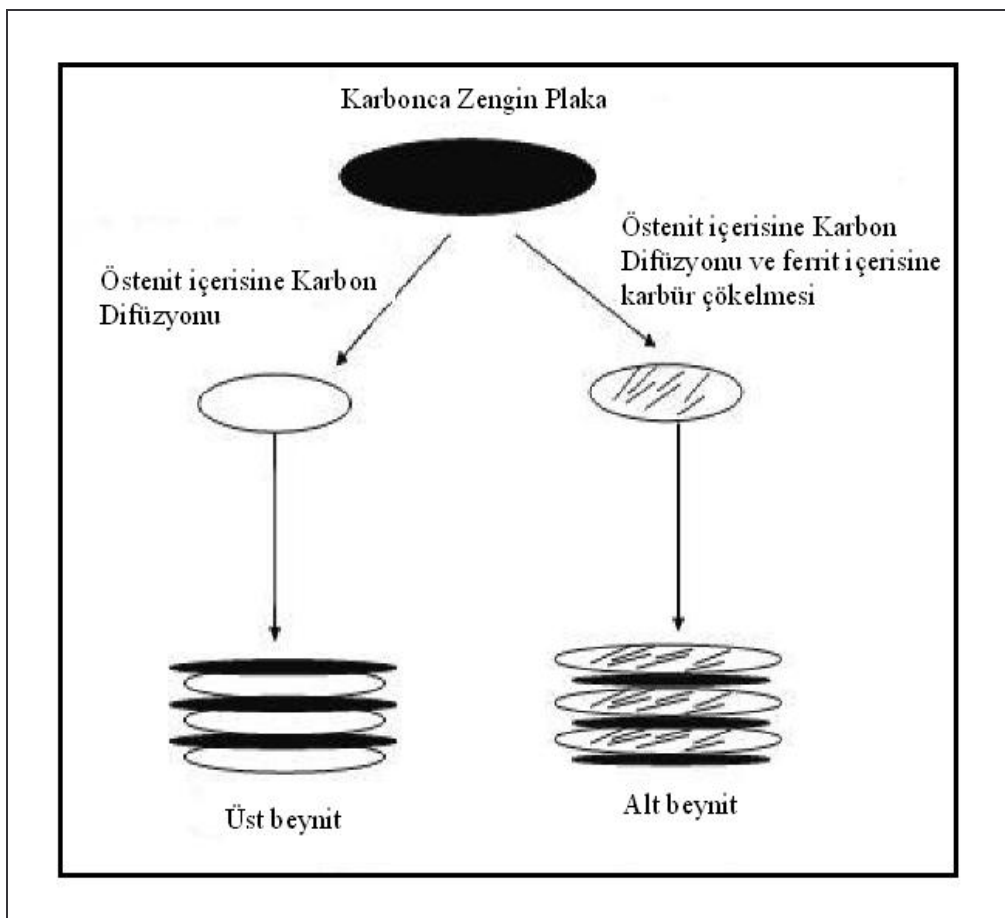 Karbonca Zengin Plaka
Östenit içerisine Karbon
Difüzyonu
Östenit içerisine Karbon
Difüzyonu ve ferrit içerisine
karbür çökelmesi
Üst beynit
Alt beynit